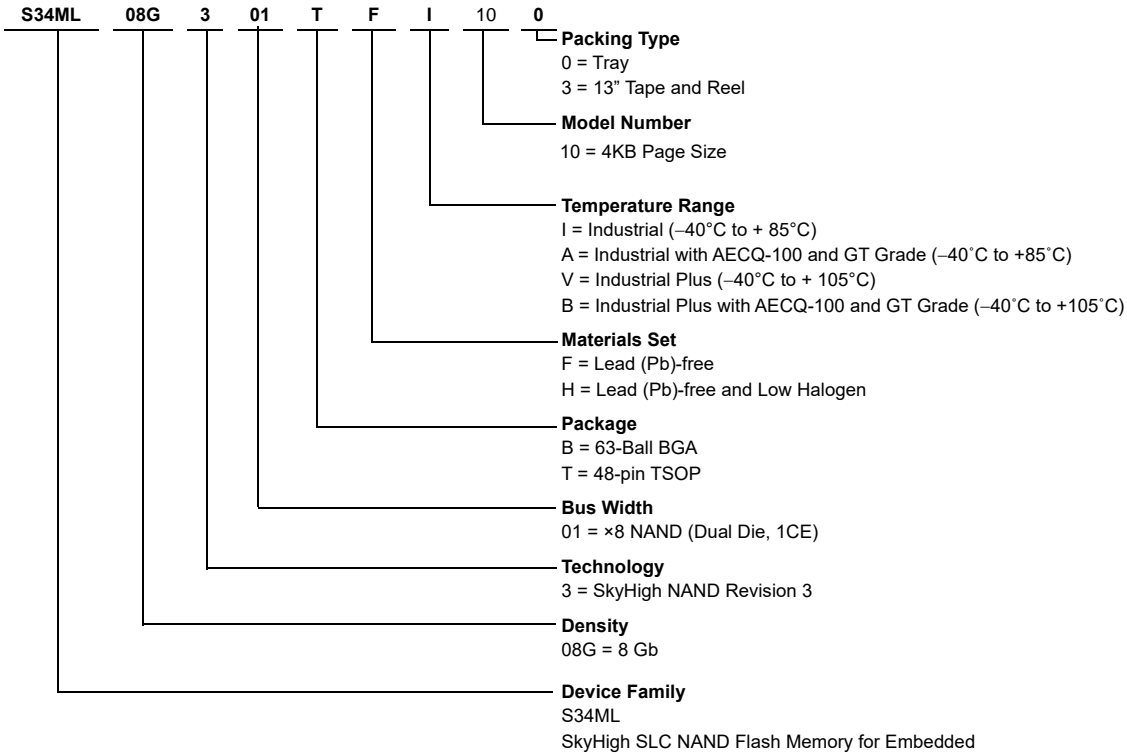 S34ML 08G 3 01 T F I 10 0
Packing Type
0 = Tray
3 = 13” Tape and Reel
Model Number
10 = 4KB Page Size
Temperature Range
I = Industrial (–40°C to + 85°C)
A = Industrial with AECQ-100 and GT Grade (–40˚C to +85˚C)
V = Industrial Plus (–40°C to + 105°C)
B = Industrial Plus with AECQ-100 and GT Grade (–40˚C to +105˚C)
Materials Set
F = Lead (Pb)-free
H = Lead (Pb)-free and Low Halogen
Package
B = 63-Ball BGA
T = 48-pin TSOP
Bus Width
01 = ×8 NAND (Dual Die, 1CE)
Technology
3 = SkyHigh NAND Revision 3
Density
08G = 8 Gb
Device Family
S34ML
SkyHigh SLC NAND Flash Memory for Embedded